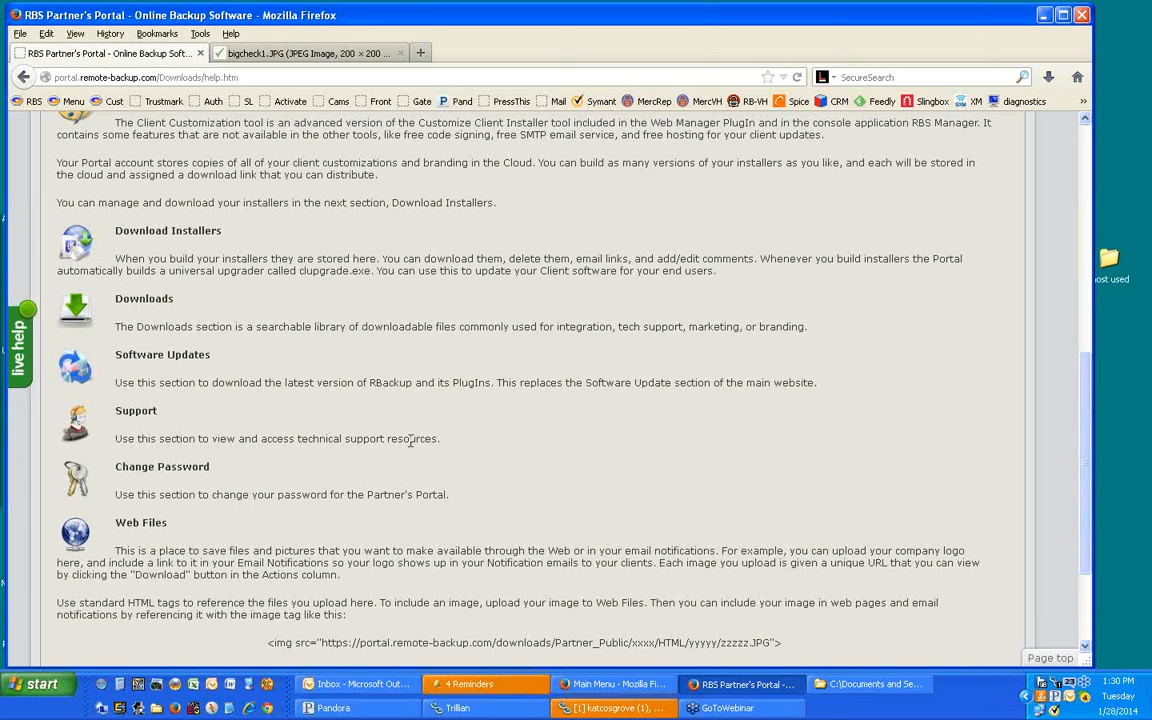 RBS Partner's Portal - Online Backup Software - Mozilla Firefox
File Edit View History Bookmarks Tools Help
RBS Partner's Portal - Online Backup Soft... × bigcheck1.JPG (JPEG Image, 200 × 200 ... × +
portal.remote-backup.com/Downloads/help.htm SecureSearch
RBS Menu Cust Trustmark Auth SL Activate Cams Front Gate Pand PressThis Mail Symant MercRep MercVH RB-VH Spice CRM Feedly Slingbox XM diagnostics »
The Client Customization tool is an advanced version of the Customize Client Installer tool included in the Web Manager PlugIn and in the console application RBS Manager. It
contains some features that are not available in the other tools, like free code signing, free SMTP email service, and free hosting for your client updates.
Your Portal account stores copies of all of your client customizations and branding in the Cloud. You can build as many versions of your installers as you like, and each will be stored in
the cloud and assigned a download link that you can distribute.
You can manage and download your installers in the next section, Download Installers.
Download Installers
When you build your installers they are stored here. You can download them, delete them, email links, and add/edit comments. Whenever you build installers the Portal
automatically builds a universal upgrader called clupgrade.exe. You can use this to update your Client software for your end users.
most used
Downloads
The Downloads section is a searchable library of downloadable files commonly used for integration, tech support, marketing, or branding.
live help
Software Updates
Use this section to download the latest version of RBackup and its PlugIns. This replaces the Software Update section of the main website.
Support
Use this section to view and access technical support resources.
Change Password
Use this section to change your password for the Partner's Portal.
Web Files
This is a place to save files and pictures that you want to make available through the Web or in your email notifications. For example, you can upload your company logo
here, and include a link to it in your Email Notifications so your logo shows up in your Notification emails to your clients. Each image you upload is given a unique URL that you can view
by clicking the "Download" button in the Actions column.
Use standard HTML tags to reference the files you upload here. To include an image, upload your image to Web Files. Then you can include your image in web pages and email
notifications by referencing it with the image tag like this:
<img src="https://portal.remote-backup.com/downloads/Partner_Public/xxxx/HTML/yyyyy/zzzzz.JPG">
Page top
start Inbox - Microsoft Out... 4 Reminders Main Menu - Mozilla Fi... RBS Partner's Portal -... C:\Documents and Se... 1:30 PM
Tuesday
Pandora Trillian [1] katcosgrove (1), ... GoToWebinar 1/28/2014